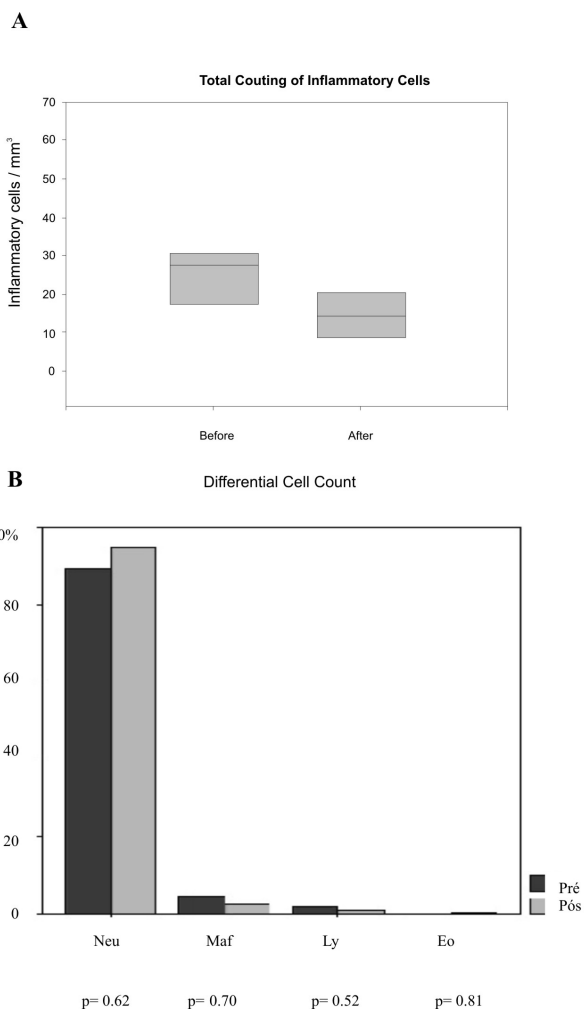 A
Total Couting of Inflammatory Cells
Inflammatory cells / mm³
70
60
50
40
30
20
10
0
Before After
B
Differential Cell Count
0%
80
60
40
20
0
Pré
Pós
Neu Maf Ly Eo
p= 0.62 p= 0.70 p= 0.52 p= 0.81